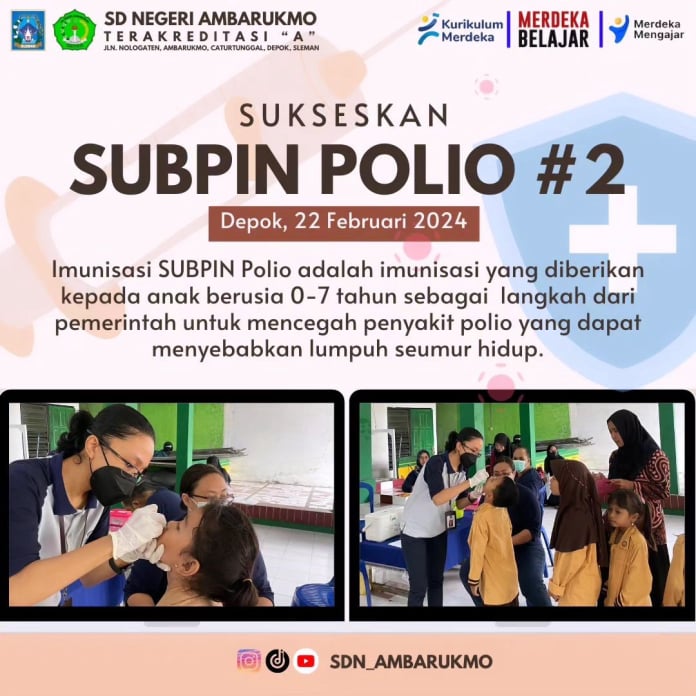 SD NEGERI AMBARUKMO
TERAKREDITASI “A”
JLN. NOLOGATEN, AMBARUKMO, CATURTUNGGAL, DEPOK, SLEMAN
Kurikulum
Merdeka
MERDEKA
BELAJAR
Merdeka
Mengajar
SUKSESKAN
SUBPIN POLIO #2
Depok, 22 Februari 2024
Imunisasi SUBPIN Polio adalah imunisasi yang diberikan
kepada anak berusia 0-7 tahun sebagai langkah dari
pemerintah untuk mencegah penyakit polio yang dapat
menyebabkan lumpuh seumur hidup.
SDN_AMBARUKMO